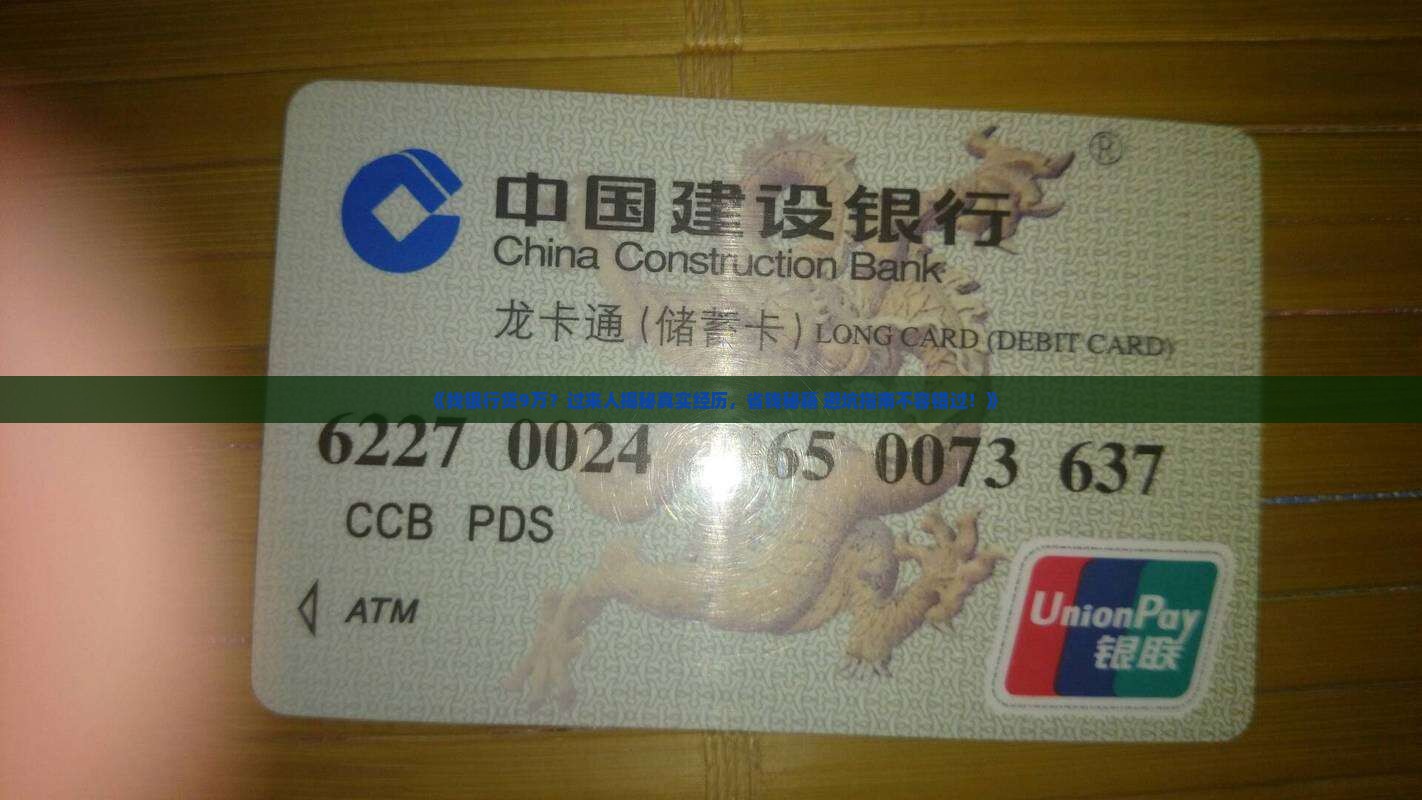 ®
中国建设银行
China Construction Bank
龙卡通(储蓄卡) LONG CARD (DEBIT CARD)
6227 0024 65 0073 637
CCB PDS
ATM
UnionPay
银联